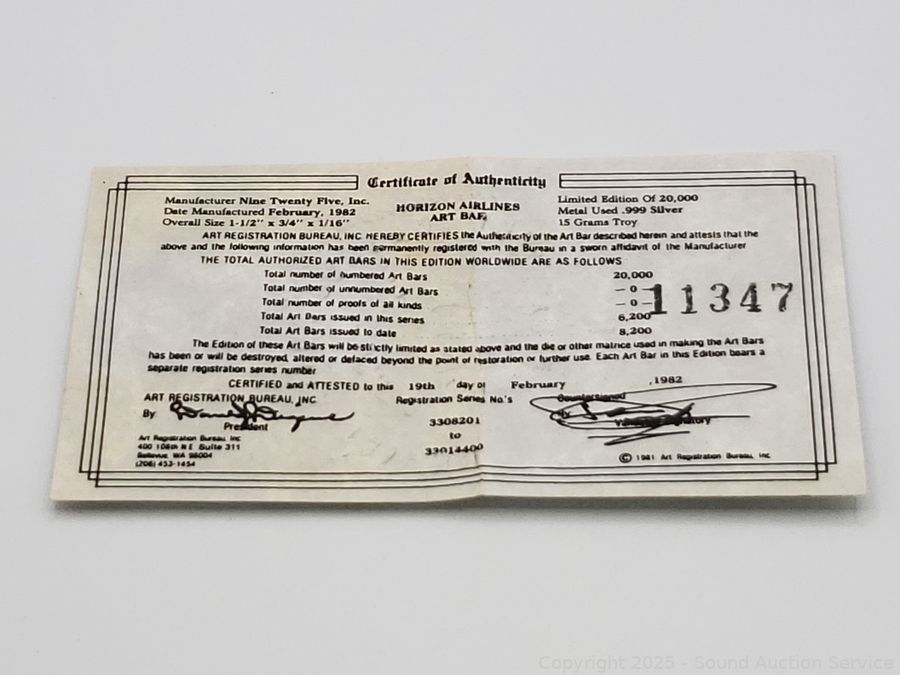 Certificate of Authenticity
Manufacturer Nine Twenty Five, Inc.
Date Manufactured February, 1982
Overall Size 1-1/2" x 3/4" x 1/16"
HORIZON AIRLINES
ART BAR
Limited Edition Of 20,000
Metal Used .999 Silver
15 Grams Troy
ART REGISTRATION BUREAU, INC. HEREBY CERTIFIES the Authenticity of the Art Bar described herein and attests that the
above and the following information has been permanently registered with the Bureau in a sworn affidavit of the Manufacturer
THE TOTAL AUTHORIZED ART BARS IN THIS EDITION WORLDWIDE ARE AS FOLLOWS
Total number of numbered Art Bars 20,000
Total number of unnumbered Art Bars – 0 –
Total number of proofs of all kinds – 0 –
Total Art Bars issued in this series 6,200
Total Art Bars issued to date 8,200
11347
The Edition of these Art Bars will be strictly limited as stated above and the die or other matrice used in making the Art Bars
has been or will be destroyed, altered or defaced beyond the point of restoration or further use. Each Art Bar in this Edition bears a
separate registration series number
CERTIFIED and ATTESTED to this 19th day of February, 1982
ART REGISTRATION BUREAU, INC.
By
President
Art Registration Bureau, Inc
400 108th N E Suite 311
Bellevue, WA 98004
(206) 453-1454
Registration Series No.'s
3308201
to
33014400
Countersigned
By
Signatory
© 1981 Art Registration Bureau, Inc
Copyright 2025 - Sound Auction Service